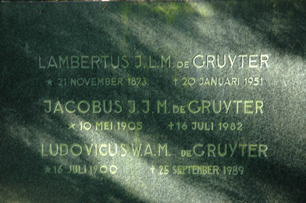 LAMBERTUS J.L.M. DE GRUYTER
★ 21 NOVEMBER 1873 ✝ 20 JANUARI 1951
JACOBUS J.J.M. DE GRUYTER
★ 10 MEI 1905 ✝ 16 JULI 1982
LUDOVICUS W.A.M. DE GRUYTER
★ 16 JULI 1900 ✝ 25 SEPTEMBER 1989